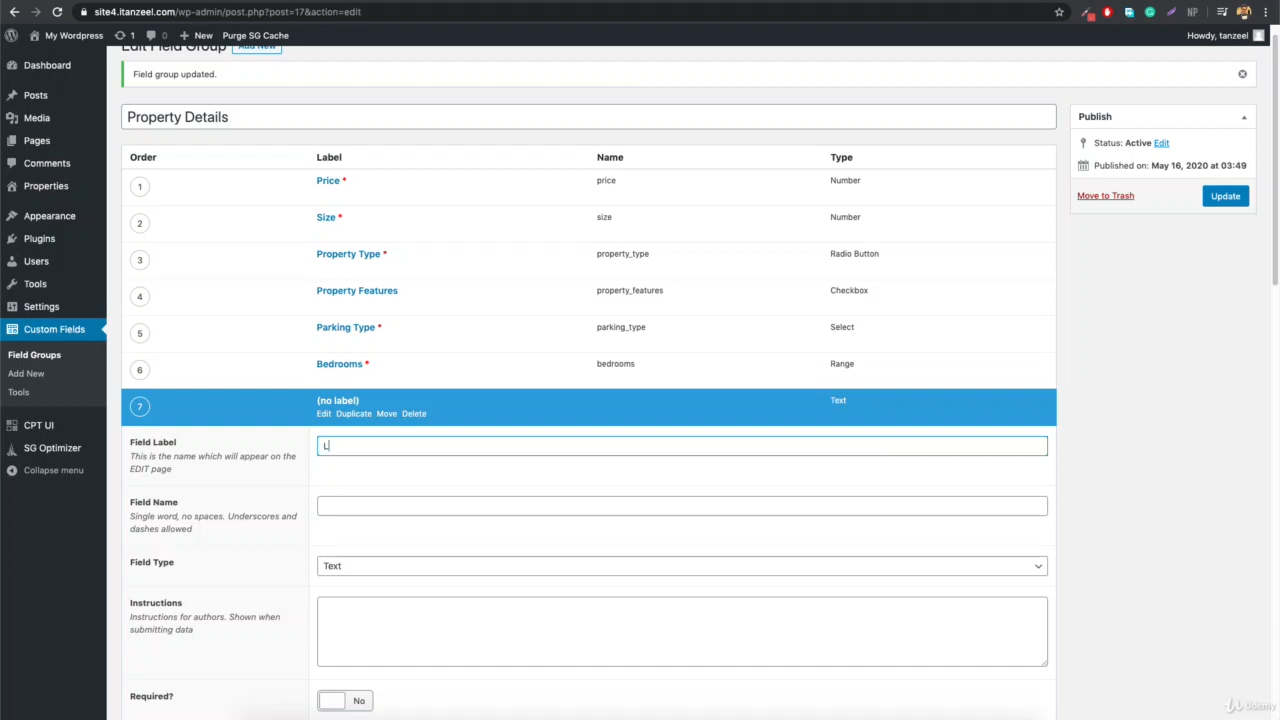 site4.itanzeel.com/wp-admin/post.php?post=17&action=edit
My Wordpress 1 0 New Purge SG Cache Howdy, tanzeel
Edit Field Group Add New
Dashboard
Posts
Media
Pages
Comments
Properties
Appearance
Plugins
Users
Tools
Settings
Custom Fields
Field Groups
Add New
Tools
CPT UI
SG Optimizer
Collapse menu
Field group updated.
Property Details
Order Label Name Type
1 Price * price Number
2 Size * size Number
3 Property Type * property_type Radio Button
4 Property Features property_features Checkbox
5 Parking Type * parking_type Select
6 Bedrooms * bedrooms Range
7 (no label) Text
Edit Duplicate Move Delete
Field Label
This is the name which will appear on the
EDIT page
L
Field Name
Single word, no spaces. Underscores and
dashes allowed
Field Type
Text
Instructions
Instructions for authors. Shown when
submitting data
Required?
No
Publish
Status: Active Edit
Published on: May 16, 2020 at 03:49
Move to Trash Update
Udemy